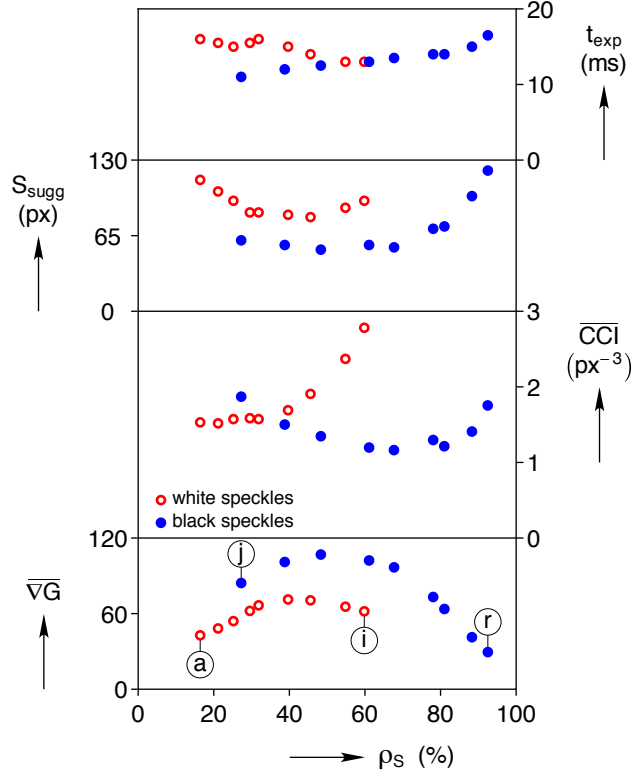 20
t_exp
(ms)
10
0
130
S_sugg
(px)
65
0
3
CCI
(px⁻³)
2
1
0
white speckles
black speckles
120
j
∇G
60
r
a
i
0
0 20 40 60 80 100
ρ_S (%)